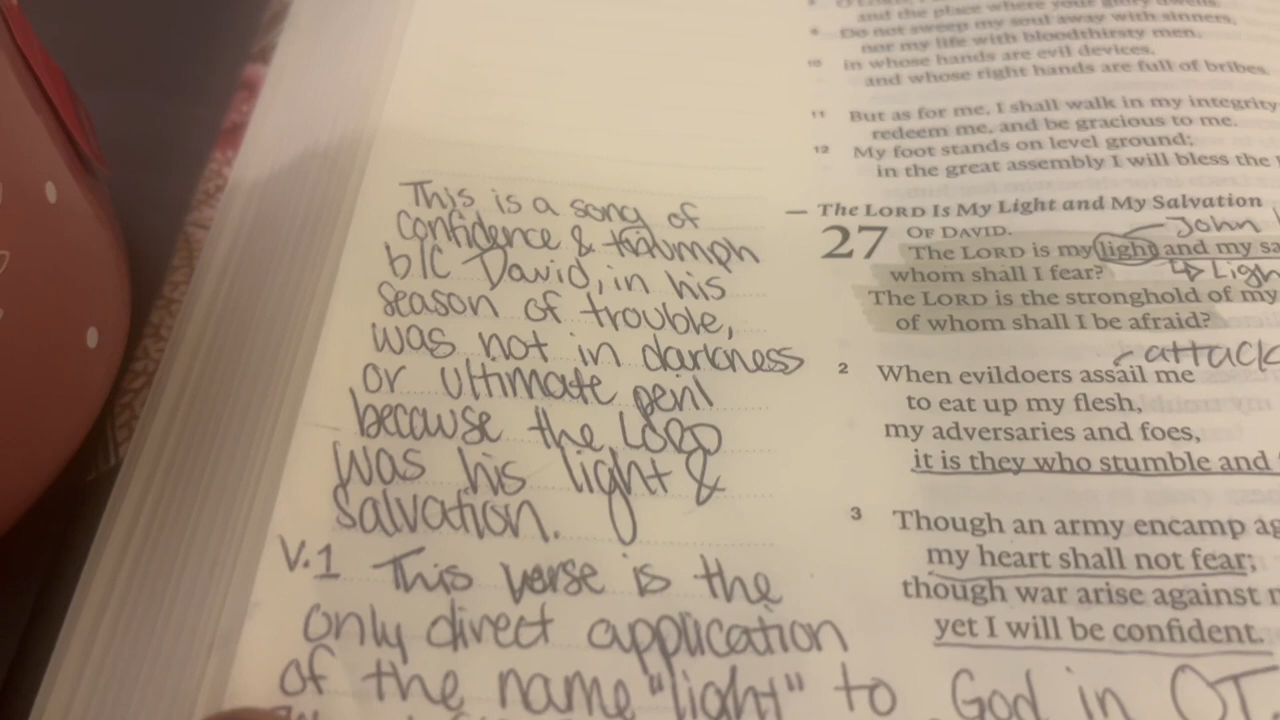 and the place where your glory dwells.
9 Do not sweep my soul away with sinners,
nor my life with bloodthirsty men,
10 in whose hands are evil devices,
and whose right hands are full of bribes.
11 But as for me, I shall walk in my integrity
redeem me, and be gracious to me.
12 My foot stands on level ground;
in the great assembly I will bless the
The LORD Is My Light and My Salvation
27 OF DAVID.
The LORD is my light and my sa
whom shall I fear?
The LORD is the stronghold of my
of whom shall I be afraid?
2 When evildoers assail me
to eat up my flesh,
my adversaries and foes,
it is they who stumble and
3 Though an army encamp ag
my heart shall not fear;
though war arise against
yet I will be confident.
John
Ligh
attack
This is a song of
confidence & triumph
b/c David, in his
season of trouble,
was not in darkness
or ultimate peril
because the LORD
was his light &
salvation.
V.1 This verse is the
only direct application
of the name "light" to God in OT.